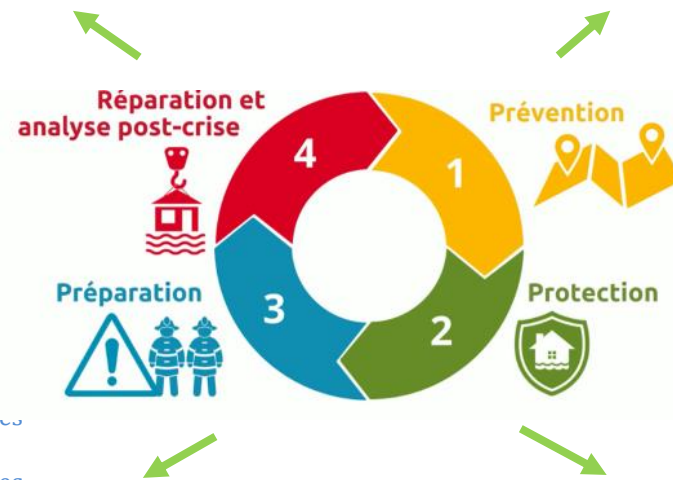 Réparation et
analyse post-crise
4
1
Prévention
Préparation
3
2
Protection